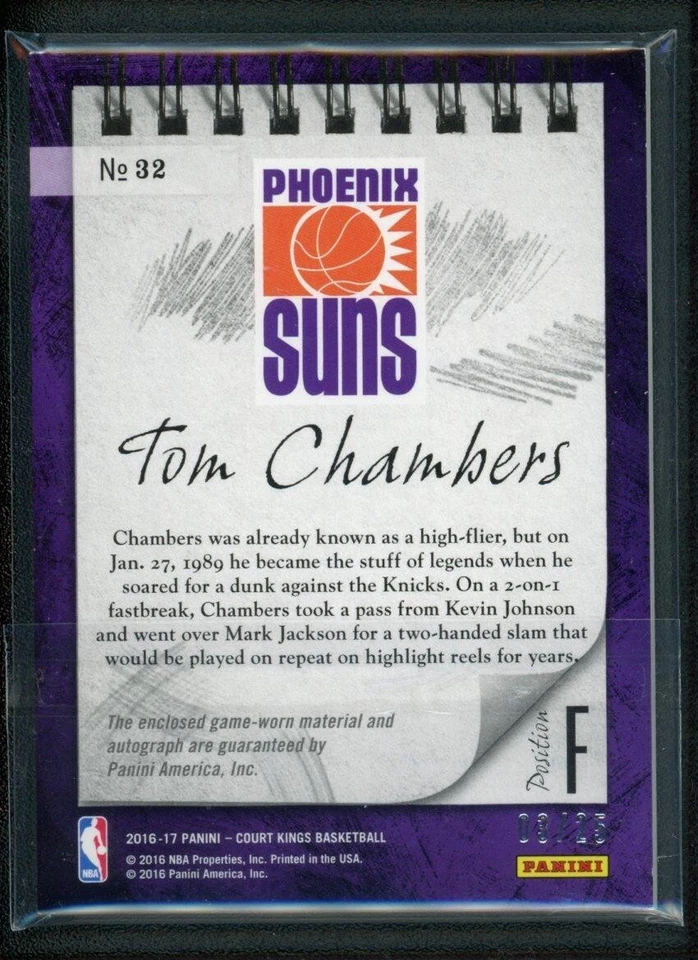 № 32
PHOENIX
SUNS
Tom Chambers
Chambers was already known as a high-flier, but on
Jan. 27, 1989 he became the stuff of legends when he
soared for a dunk against the Knicks. On a 2-on-1
fastbreak, Chambers took a pass from Kevin Johnson
and went over Mark Jackson for a two-handed slam that
would be played on repeat on highlight reels for years.
The enclosed game-worn material and
autograph are guaranteed by
Panini America, Inc.
Position F
2016-17 PANINI – COURT KINGS BASKETBALL
© 2016 NBA Properties, Inc. Printed in the USA.
© 2016 Panini America, Inc.
NBA
PANINI